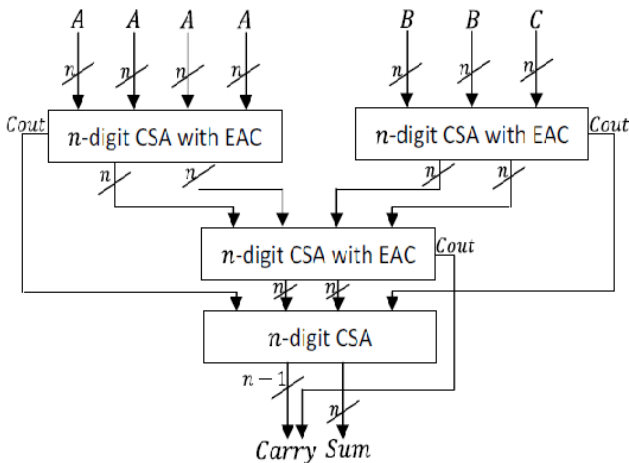 A A A A B B C
n n n n n n n
Cout n-digit CSA with EAC n-digit CSA with EAC Cout
n n n n
n-digit CSA with EAC Cout
n n
n-digit CSA
n − 1
n
Carry Sum